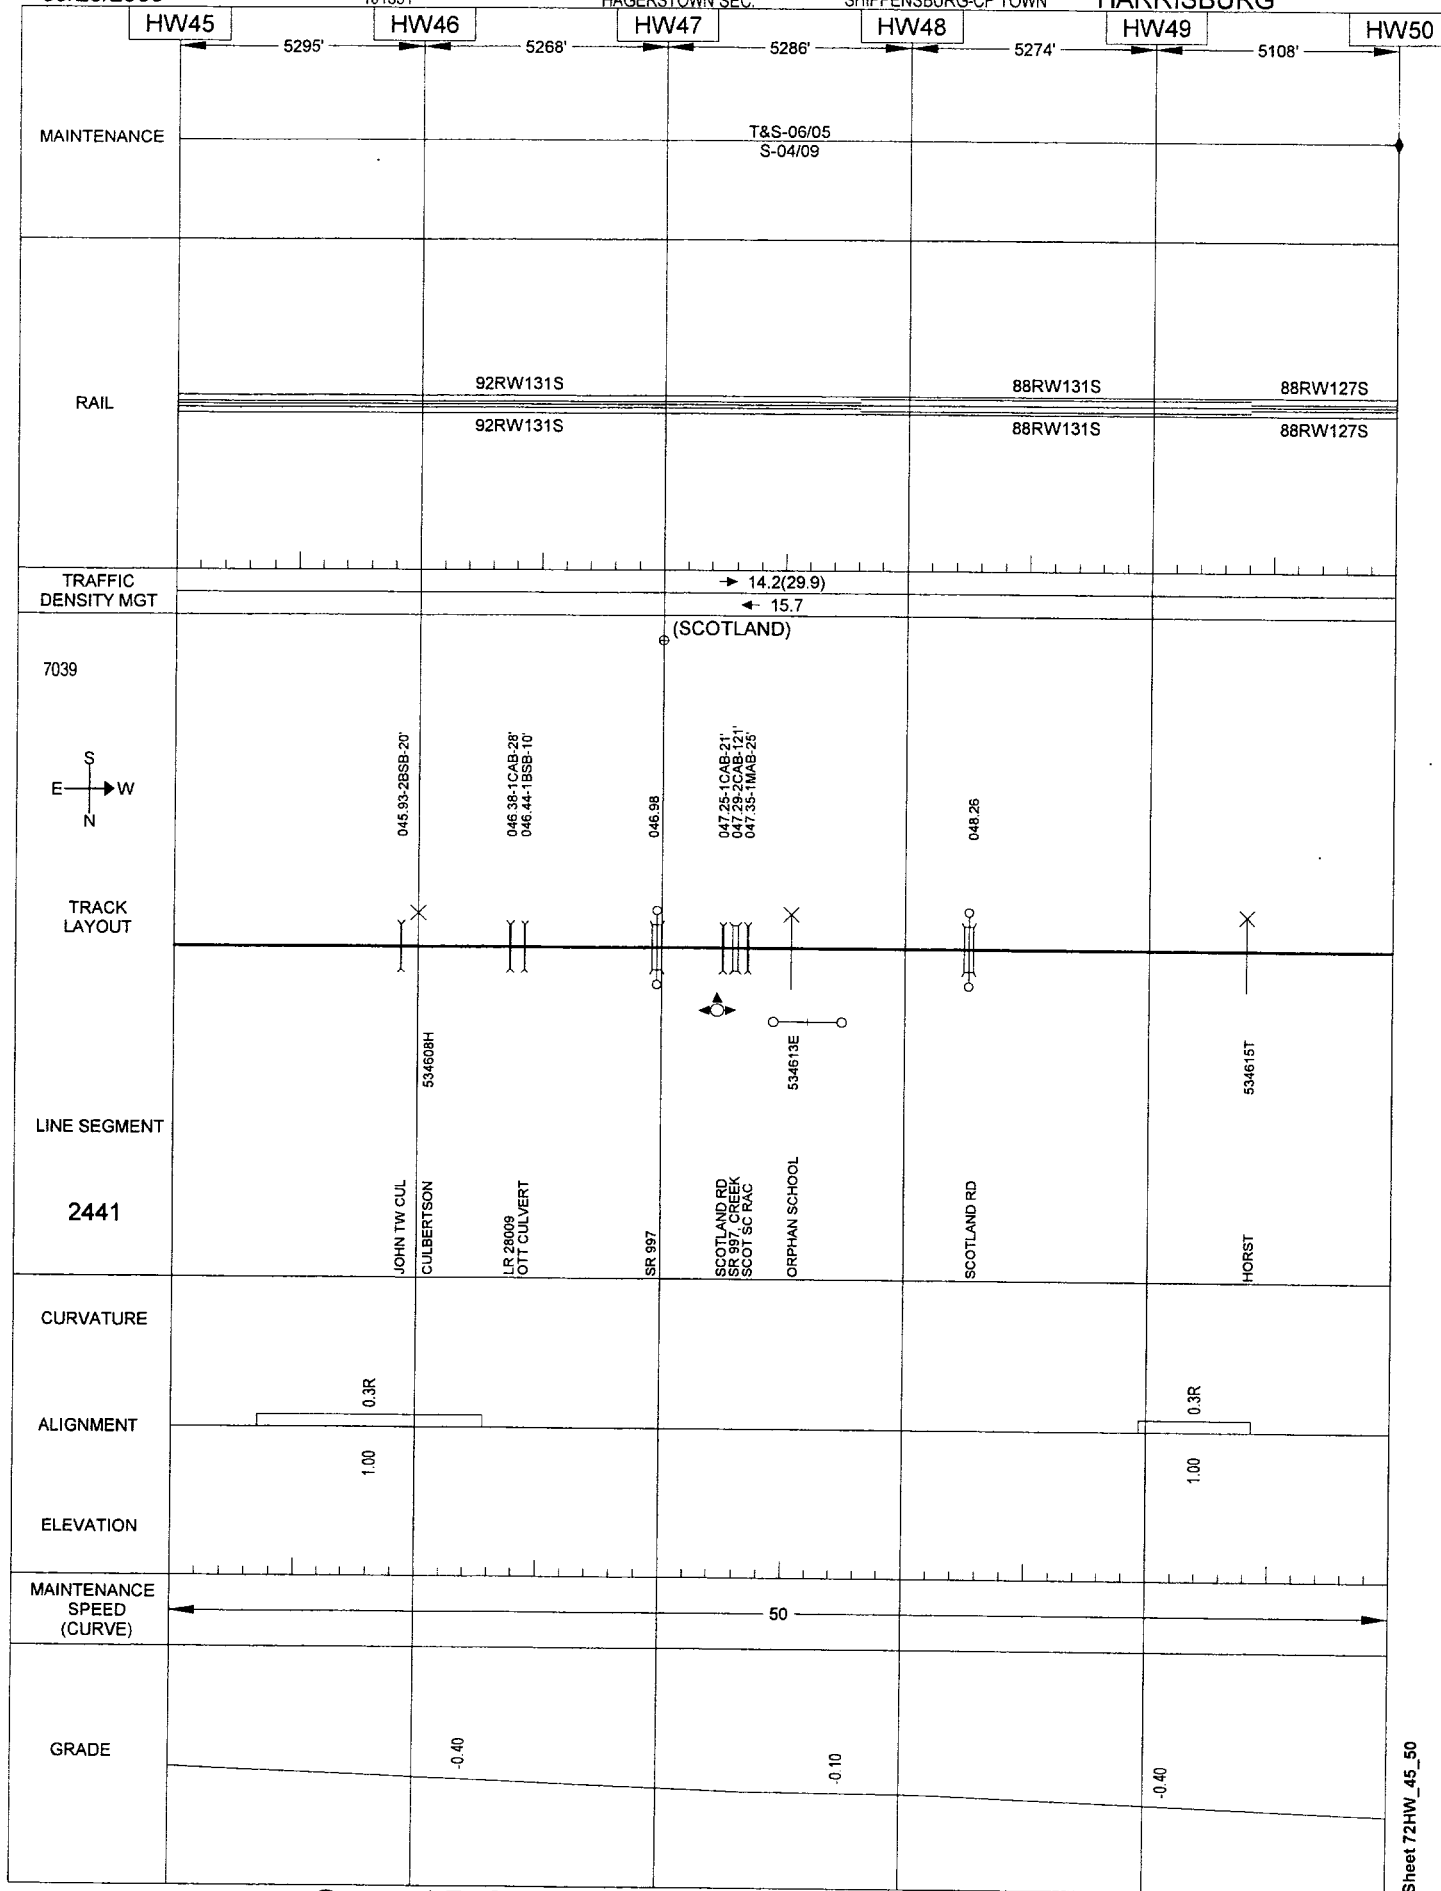 HAGERSTOWN SEC. SHIPPENSBURG-CP TOWN HARRISBURG
HW45 HW46 HW47 HW48 HW49 HW50
5295' 5268' 5286' 5274' 5108'
MAINTENANCE
T&S-06/05
S-04/09
RAIL
92RW131S 88RW131S 88RW127S
92RW131S 88RW131S 88RW127S
TRAFFIC
DENSITY MGT
14.2(29.9)
15.7
(SCOTLAND)
7039
S
E W
N
045.93-2BSB-20'
046.38-1CAB-28'
046.44-1BSB-10'
046.98
047.25-1CAB-21'
047.29-2CAB-121'
047.35-1MAB-25'
048.26
TRACK
LAYOUT
534608H
534613E
534615T
LINE SEGMENT
2441
JOHN TW CUL
CULBERTSON
LR 28009
OTT CULVERT
SR 997
SCOTLAND RD
SR 997, CREEK
SCOT SC RAC
ORPHAN SCHOOL
SCOTLAND RD
HORST
CURVATURE
ALIGNMENT
0.3R 0.3R
1.00 1.00
ELEVATION
MAINTENANCE
SPEED
(CURVE)
50
GRADE
-0.40
-0.10
-0.40
Sheet 72HW_45_50